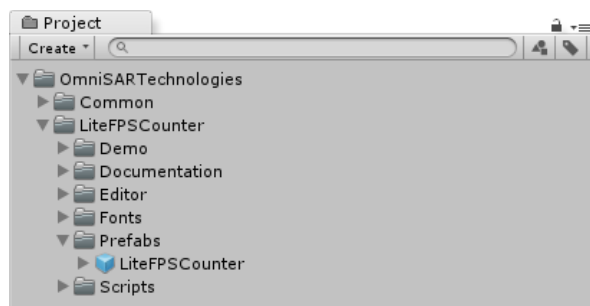 Project
Create
OmniSARTechnologies
Common
LiteFPSCounter
Demo
Documentation
Editor
Fonts
Prefabs
LiteFPSCounter
Scripts